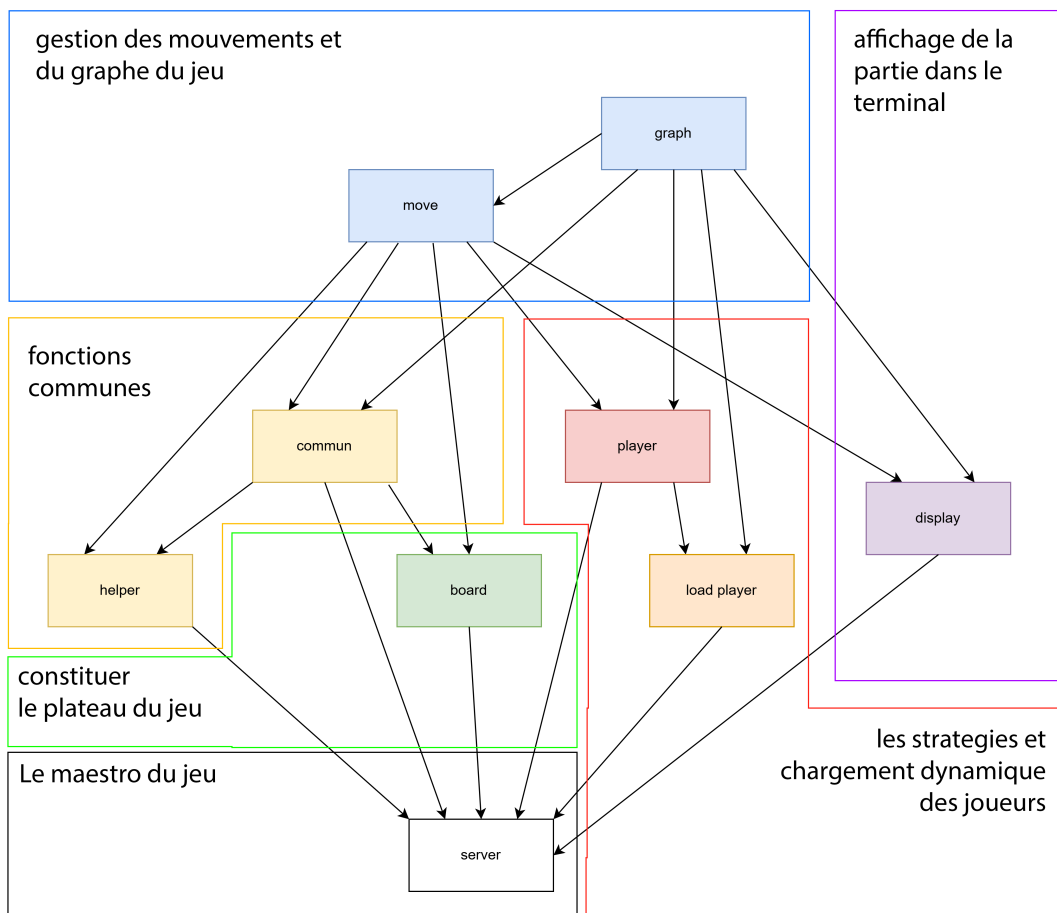 gestion des mouvements et
du graphe du jeu
affichage de la
partie dans le
terminal
graph
move
fonctions
communes
commun
player
display
helper
board
load player
constituer
le plateau du jeu
les strategies et
chargement dynamique
des joueurs
Le maestro du jeu
server